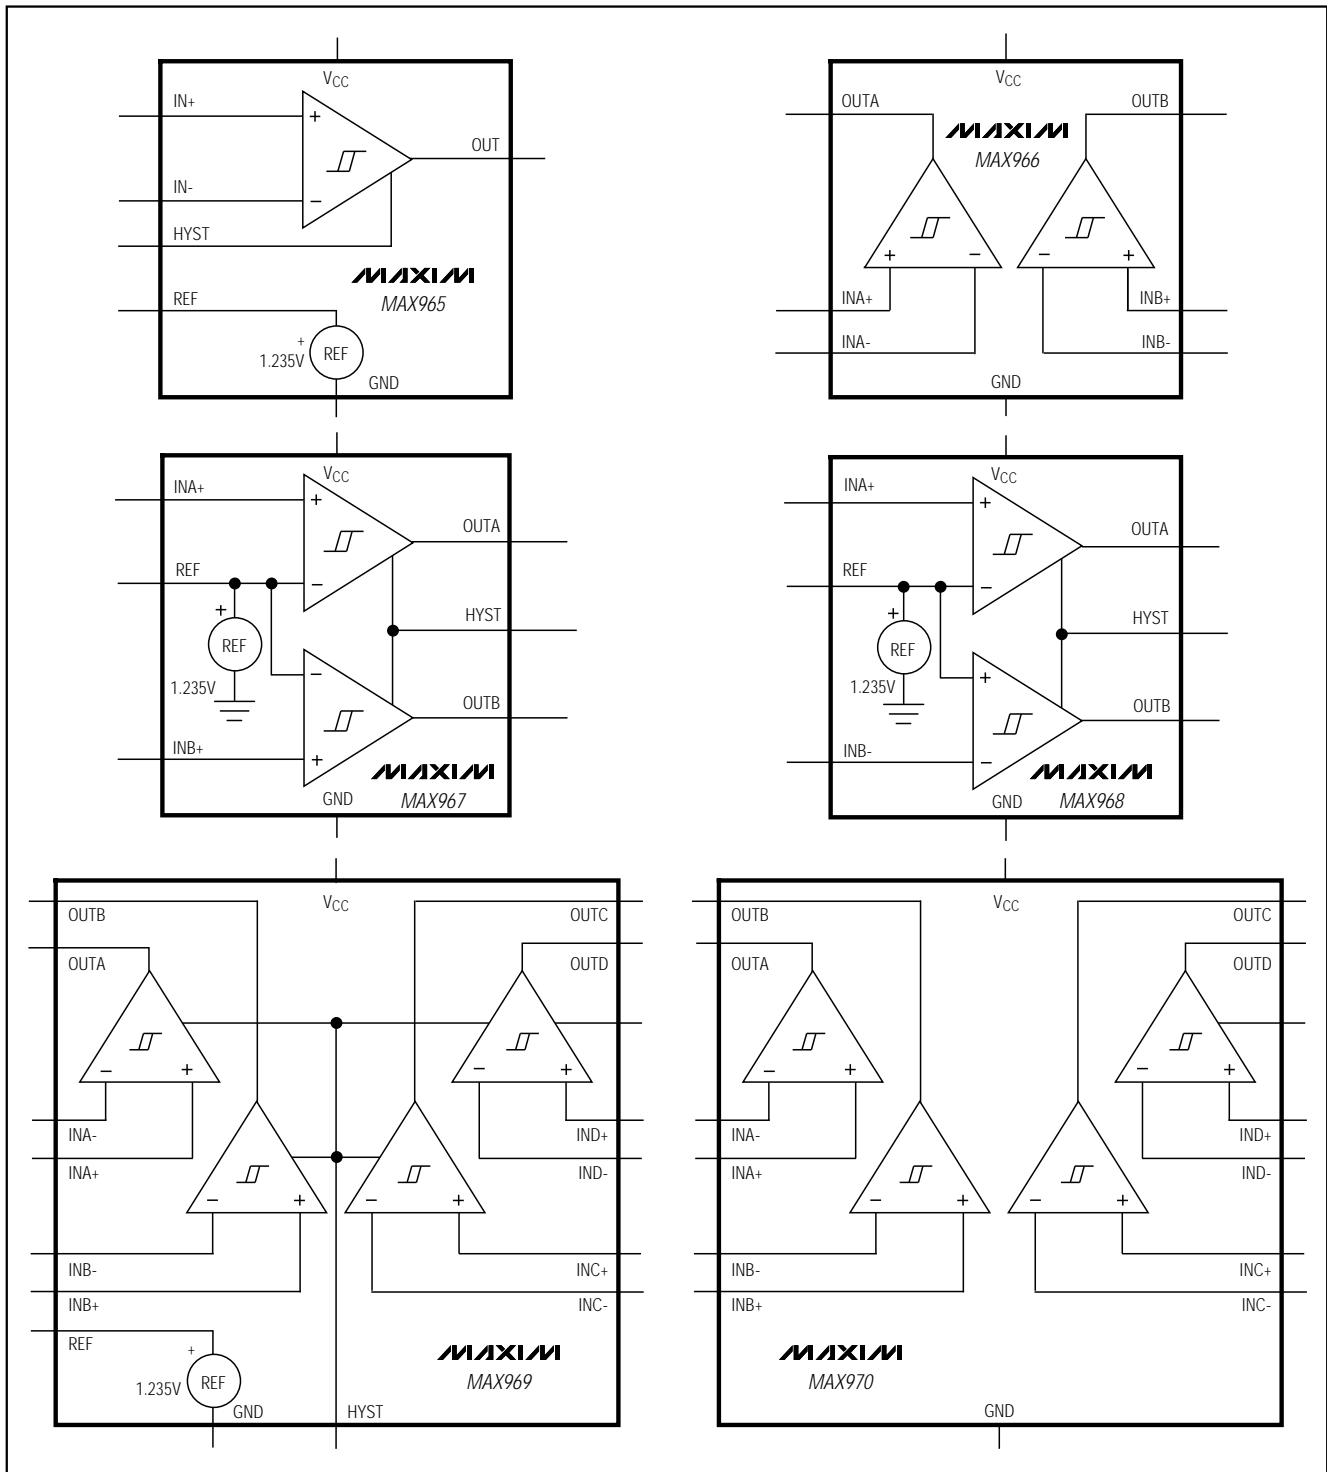 VCC
IN+
+
OUT
IN-
−
HYST
MAXIM
MAX965
REF
+
1.235V
REF
GND
VCC
OUTA
OUTB
MAXIM
MAX966
+
−
−
+
INA+
INB+
INA-
INB-
GND
VCC
INA+
+
OUTA
REF
−
+
HYST
REF
−
1.235V
OUTB
INB+
+
MAXIM
GND
MAX967
VCC
INA+
+
OUTA
REF
−
+
HYST
REF
+
1.235V
OUTB
INB-
−
MAXIM
GND
MAX968
VCC
OUTB
OUTC
OUTA
OUTD
−
+
−
+
INA-
IND+
INA+
IND-
−
+
−
+
INB-
INC+
INB+
INC-
REF
+
MAXIM
1.235V
REF
MAX969
GND
HYST
VCC
OUTB
OUTC
OUTA
OUTD
−
+
−
+
INA-
IND+
INA+
IND-
−
+
−
+
INB-
INC+
INB+
INC-
MAXIM
MAX970
GND